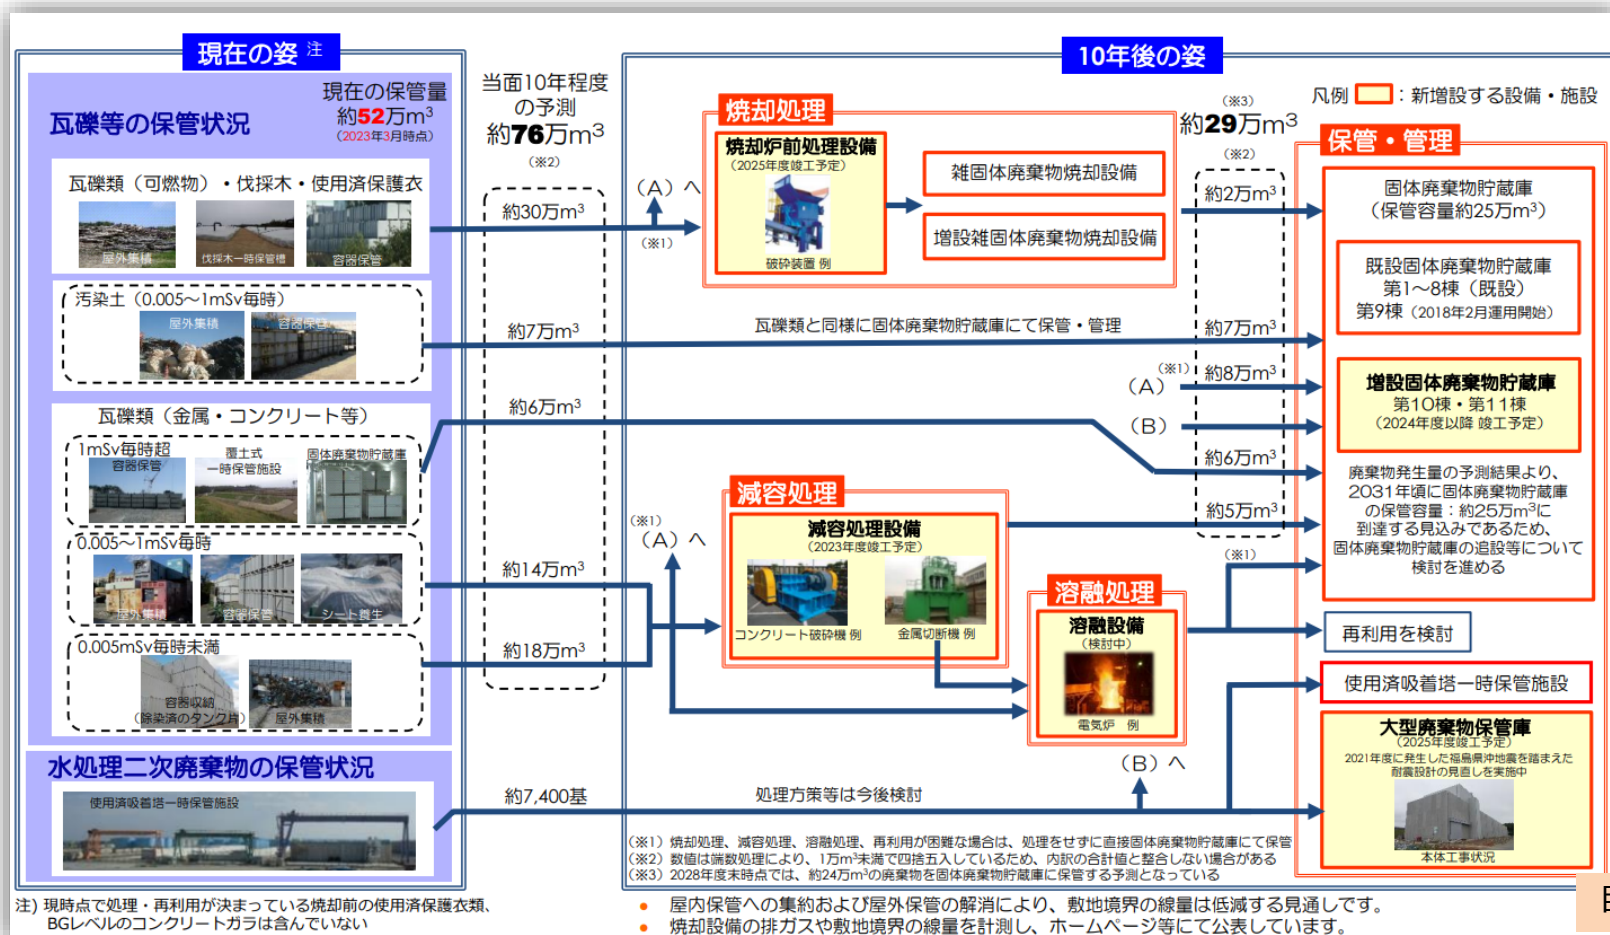 現在の姿 注
瓦礫等の保管状況
現在の保管量
約52万m³
(2023年3月時点)
瓦礫類（可燃物）・伐採木・使用済保護衣
屋外集積
伐採木一時保管槽
容器保管
汚染土（0.005～1mSv毎時）
屋外集積
容器保管
瓦礫類（金属・コンクリート等）
1mSv毎時超
容器保管
覆土式
一時保管施設
固体廃棄物貯蔵庫
0.005～1mSv毎時
屋外集積
容器保管
シート養生
0.005mSv毎時未満
容器収納
(除染済のタンク片)
屋外集積
水処理二次廃棄物の保管状況
使用済吸着塔一時保管施設
当面10年程度
の予測
約76万m³
(※2)
約30万m³
約7万m³
約6万m³
約14万m³
約18万m³
約7,400基
10年後の姿
凡例 ：新増設する設備・施設
焼却処理
焼却炉前処理設備
(2025年度竣工予定)
破砕装置 例
雑固体廃棄物焼却設備
増設雑固体廃棄物焼却設備
（A）へ
(※1)
瓦礫類と同様に固体廃棄物貯蔵庫にて保管・管理
(※1)
（A）
（B）
減容処理
減容処理設備
(2023年度竣工予定)
コンクリート破砕機 例
金属切断機 例
(※1)
（A）へ
溶融処理
溶融設備
(検討中)
電気炉 例
(※1)
（B）へ
処理方策等は今後検討
(※3)
約29万m³
(※2)
約2万m³
約7万m³
約8万m³
約6万m³
約5万m³
保管・管理
固体廃棄物貯蔵庫
（保管容量約25万m³）
既設固体廃棄物貯蔵庫
第1～8棟（既設）
第9棟（2018年2月運用開始）
増設固体廃棄物貯蔵庫
第10棟・第11棟
(2024年度以降 竣工予定)
廃棄物発生量の予測結果より、
2031年頃に固体廃棄物貯蔵庫
の保管容量：約25万m³に
到達する見込みであるため、
固体廃棄物貯蔵庫の追設等について
検討を進める
再利用を検討
使用済吸着塔一時保管施設
大型廃棄物保管庫
(2025年度竣工予定)
2021年度に発生した福島県沖地震を踏まえた
耐震設計の見直しを実施中
本体工事状況
(※1) 焼却処理、減容処理、溶融処理、再利用が困難な場合は、処理をせずに直接固体廃棄物貯蔵庫にて保管
(※2) 数値は端数処理により、1万m³未満で四捨五入しているため、内訳の合計値と整合しない場合がある
(※3) 2028年度末時点では、約24万m³の廃棄物を固体廃棄物貯蔵庫に保管する予測となっている
注) 現時点で処理・再利用が決まっている焼却前の使用済保護衣類、
BGレベルのコンクリートガラは含んでいない
• 屋内保管への集約および屋外保管の解消により、敷地境界の線量は低減する見通しです。
• 焼却設備の排ガスや敷地境界の線量を計測し、ホームページ等にて公表しています。